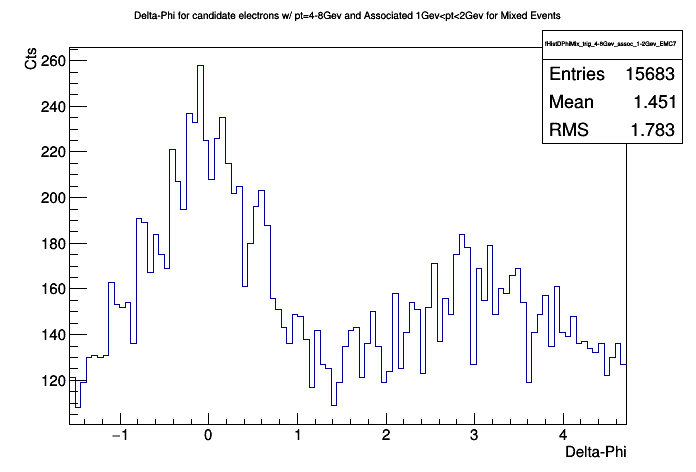 Delta-Phi for candidate electrons w/ pt=4-8Gev and Associated 1Gev<pt<2Gev for Mixed Events
fHistDPhiMix_trig_4-8Gev_assoc_1-2Gev_EMC7
Entries 15683
Mean 1.451
RMS 1.783
Cts
260
240
220
200
180
160
140
120
−1 0 1 2 3 4
Delta-Phi